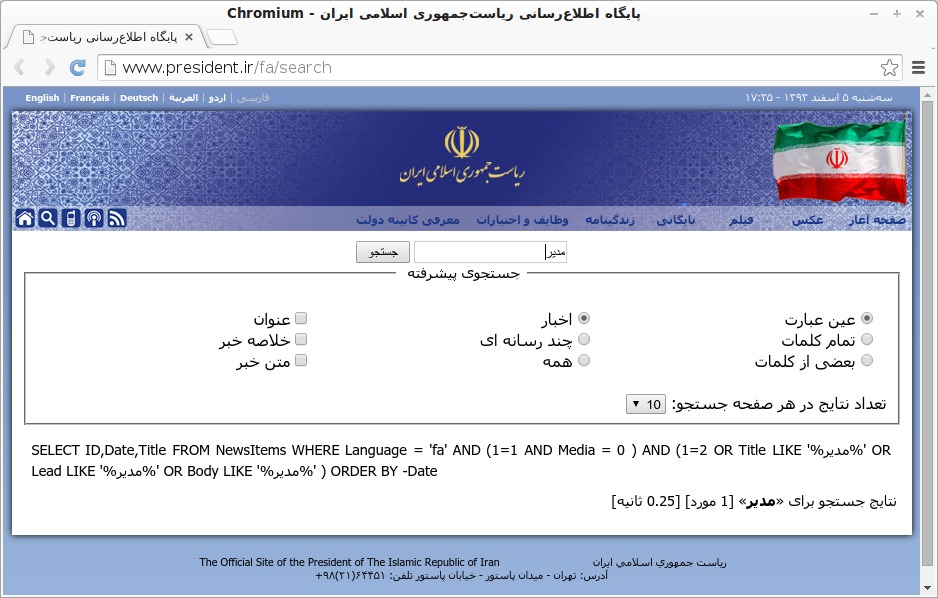 پایگاه اطلاع‌رسانی ریاست‌جمهوری اسلامی ایران - Chromium
پایگاه اطلاع‌رسانی ریاست‌ج
www.president.ir/fa/search
English | Français | Deutsch | العربية | اردو | فارسی
سه‌شنبه ۵ اسفند ۱۳۹۳ - ۱۷:۳۵
ریاست جمهوری اسلامی ایران
صفحه آغاز عکس فیلم بایگانی زندگینامه وظایف و اختیارات معرفی کابینه دولت
مدیر جستجو
جستجوی پیشرفته
عین عبارت اخبار عنوان
تمام کلمات چند رسانه ای خلاصه خبر
بعضی از کلمات همه متن خبر
تعداد نتایج در هر صفحه جستجو: 10
SELECT ID,Date,Title FROM NewsItems WHERE Language = 'fa' AND (1=1 AND Media = 0 ) AND (1=2 OR Title LIKE '%مدیر%' OR
Lead LIKE '%مدیر%' OR Body LIKE '%مدیر%' ) ORDER BY -Date
نتایج جستجو برای «مدیر» [1 مورد] [0.25 ثانیه]
The Official Site of the President of The Islamic Republic of Iran ریاست جمهوري اسلامي ایران
آدرس: تهران - میدان پاستور - خیابان پاستور تلفن: ۶۴۴۵۱(۲۱)۹۸+